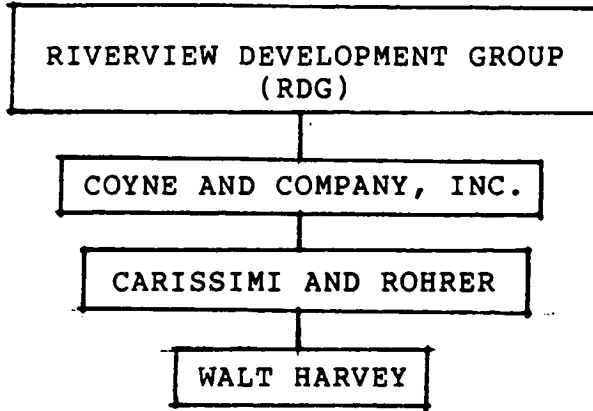 RIVERVIEW DEVELOPMENT GROUP
(RDG)
COYNE AND COMPANY, INC.
CARISSIMI AND ROHRER
WALT HARVEY